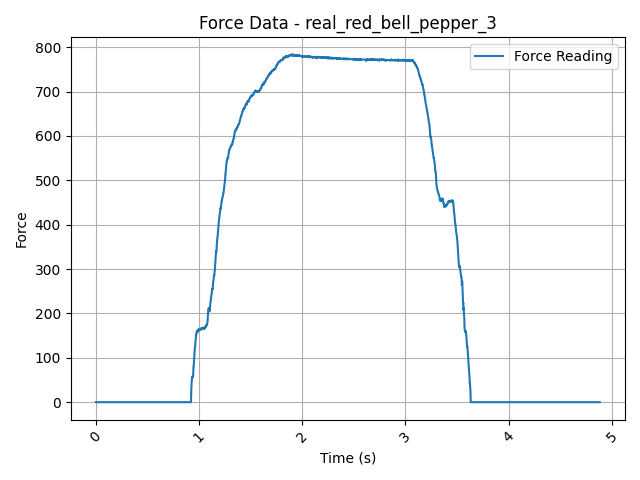 Force Data - real_red_bell_pepper_3
Force Reading
800
700
600
500
400
300
200
100
0
Force
0 1 2 3 4 5
Time (s)